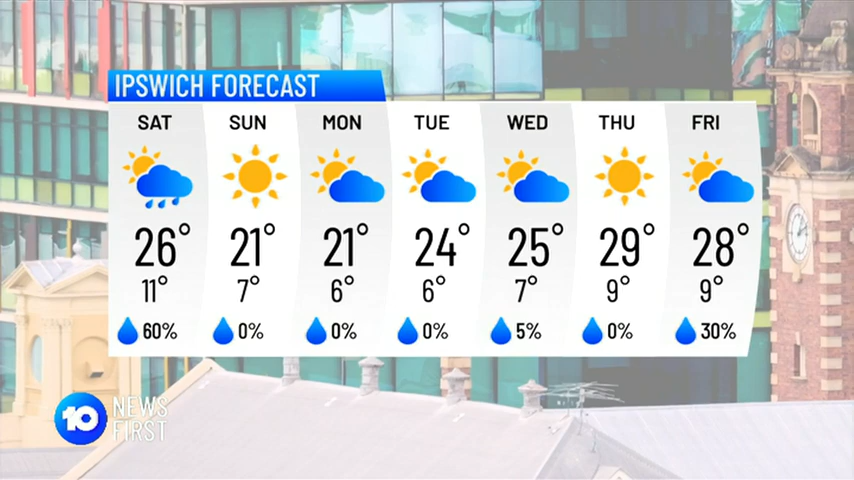 IPSWICH FORECAST
SAT SUN MON TUE WED THU FRI
26° 21° 21° 24° 25° 29° 28°
11° 7° 6° 6° 7° 9° 9°
60% 0% 0% 0% 5% 0% 30%
10 NEWS
FIRST